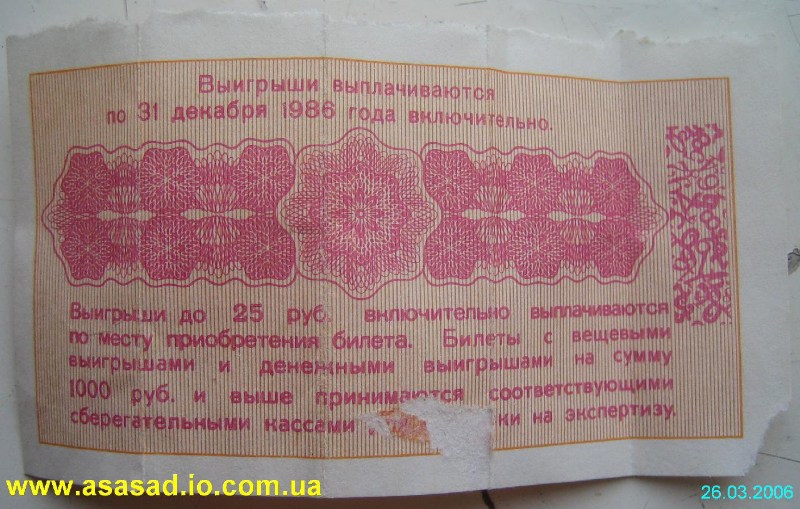 Выигрыши выплачиваются
по 31 декабря 1986 года включительно.
Выигрыши до 25 руб. включительно выплачиваются
по месту приобретения билета. Билеты с вещевыми
выигрышами и денежными выигрышами на сумму
1000 руб. и выше принимаются соответствующими
сберегательными кассами ки на экспертизу.
www.asasad.io.com.ua
26.03.2006